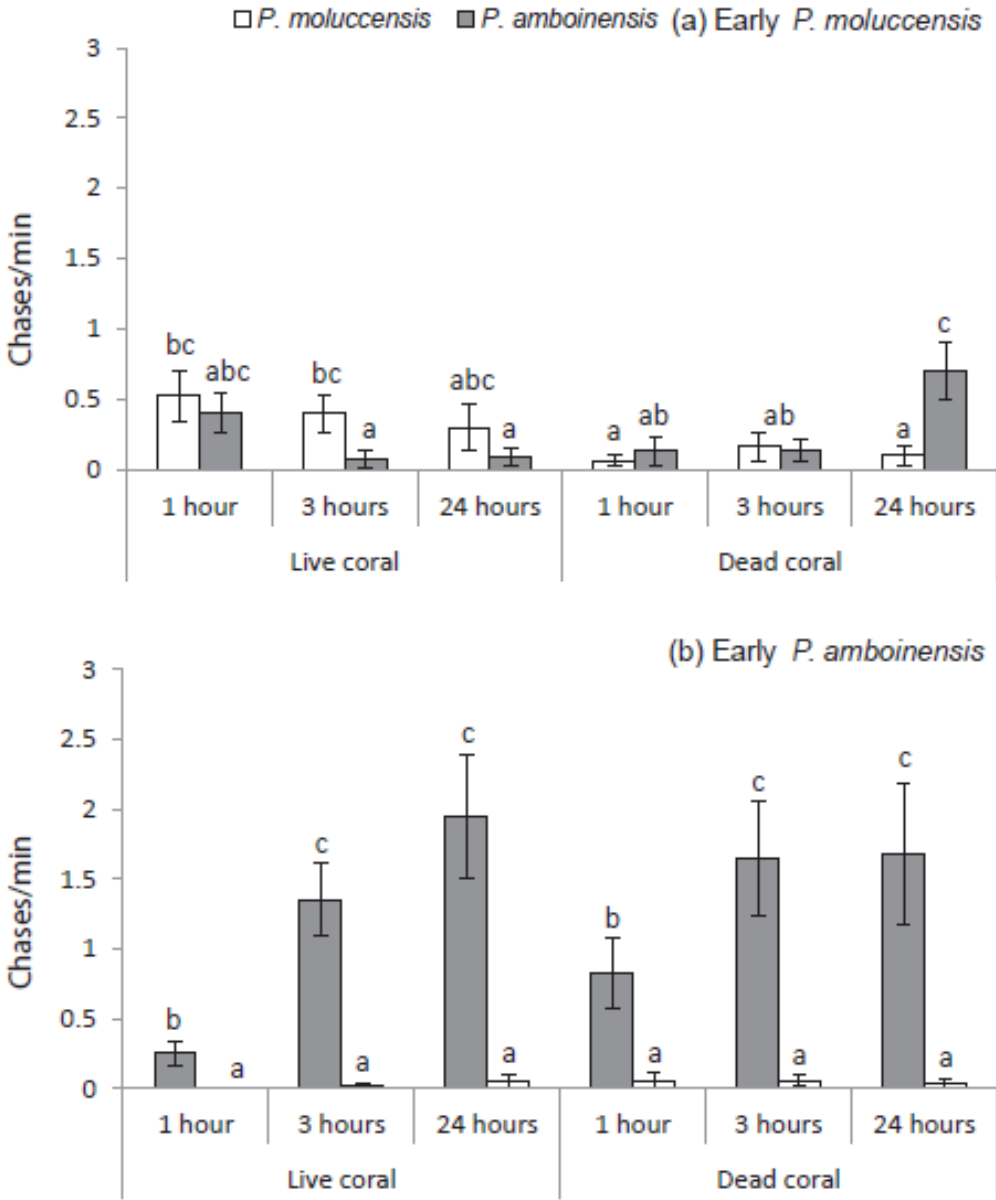 P. moluccensis P. amboinensis (a) Early P. moluccensis
3
2.5
2
1.5
1
0.5
0
Chases/min
bc abc bc a abc a a ab ab a c
1 hour 3 hours 24 hours 1 hour 3 hours 24 hours
Live coral Dead coral
(b) Early P. amboinensis
3
2.5
2
1.5
1
0.5
0
Chases/min
b a c a c a b a c a c a
1 hour 3 hours 24 hours 1 hour 3 hours 24 hours
Live coral Dead coral